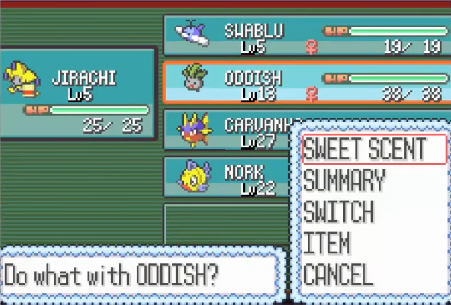 JIRACHI
Lv5
25/ 25
SWABLU
Lv5 ♀ 19/ 19
ODDISH
Lv13 ♀ 38/ 38
Lv27
NORK
Lv22
SWEET SCENT
SUMMARY
SWITCH
ITEM
CANCEL
Do what with ODDISH?